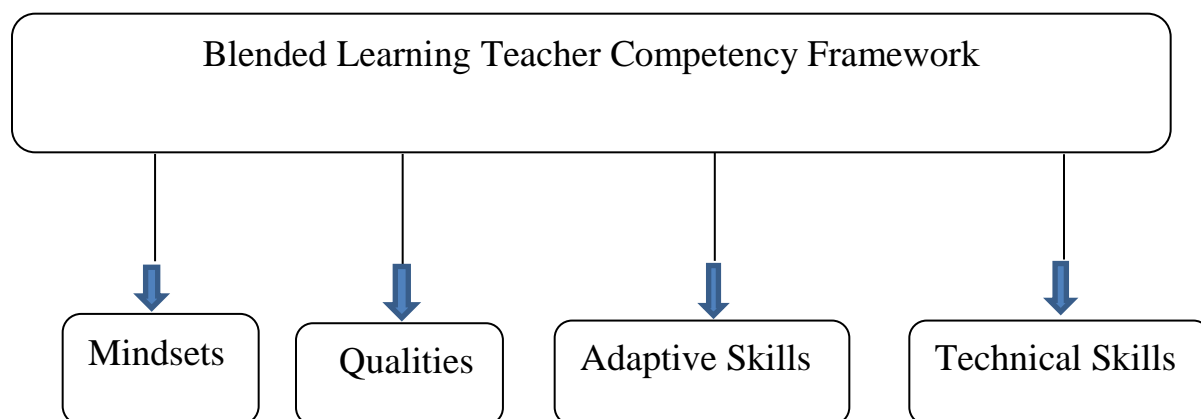 Blended Learning Teacher Competency Framework
Mindsets
Qualities
Adaptive Skills
Technical Skills